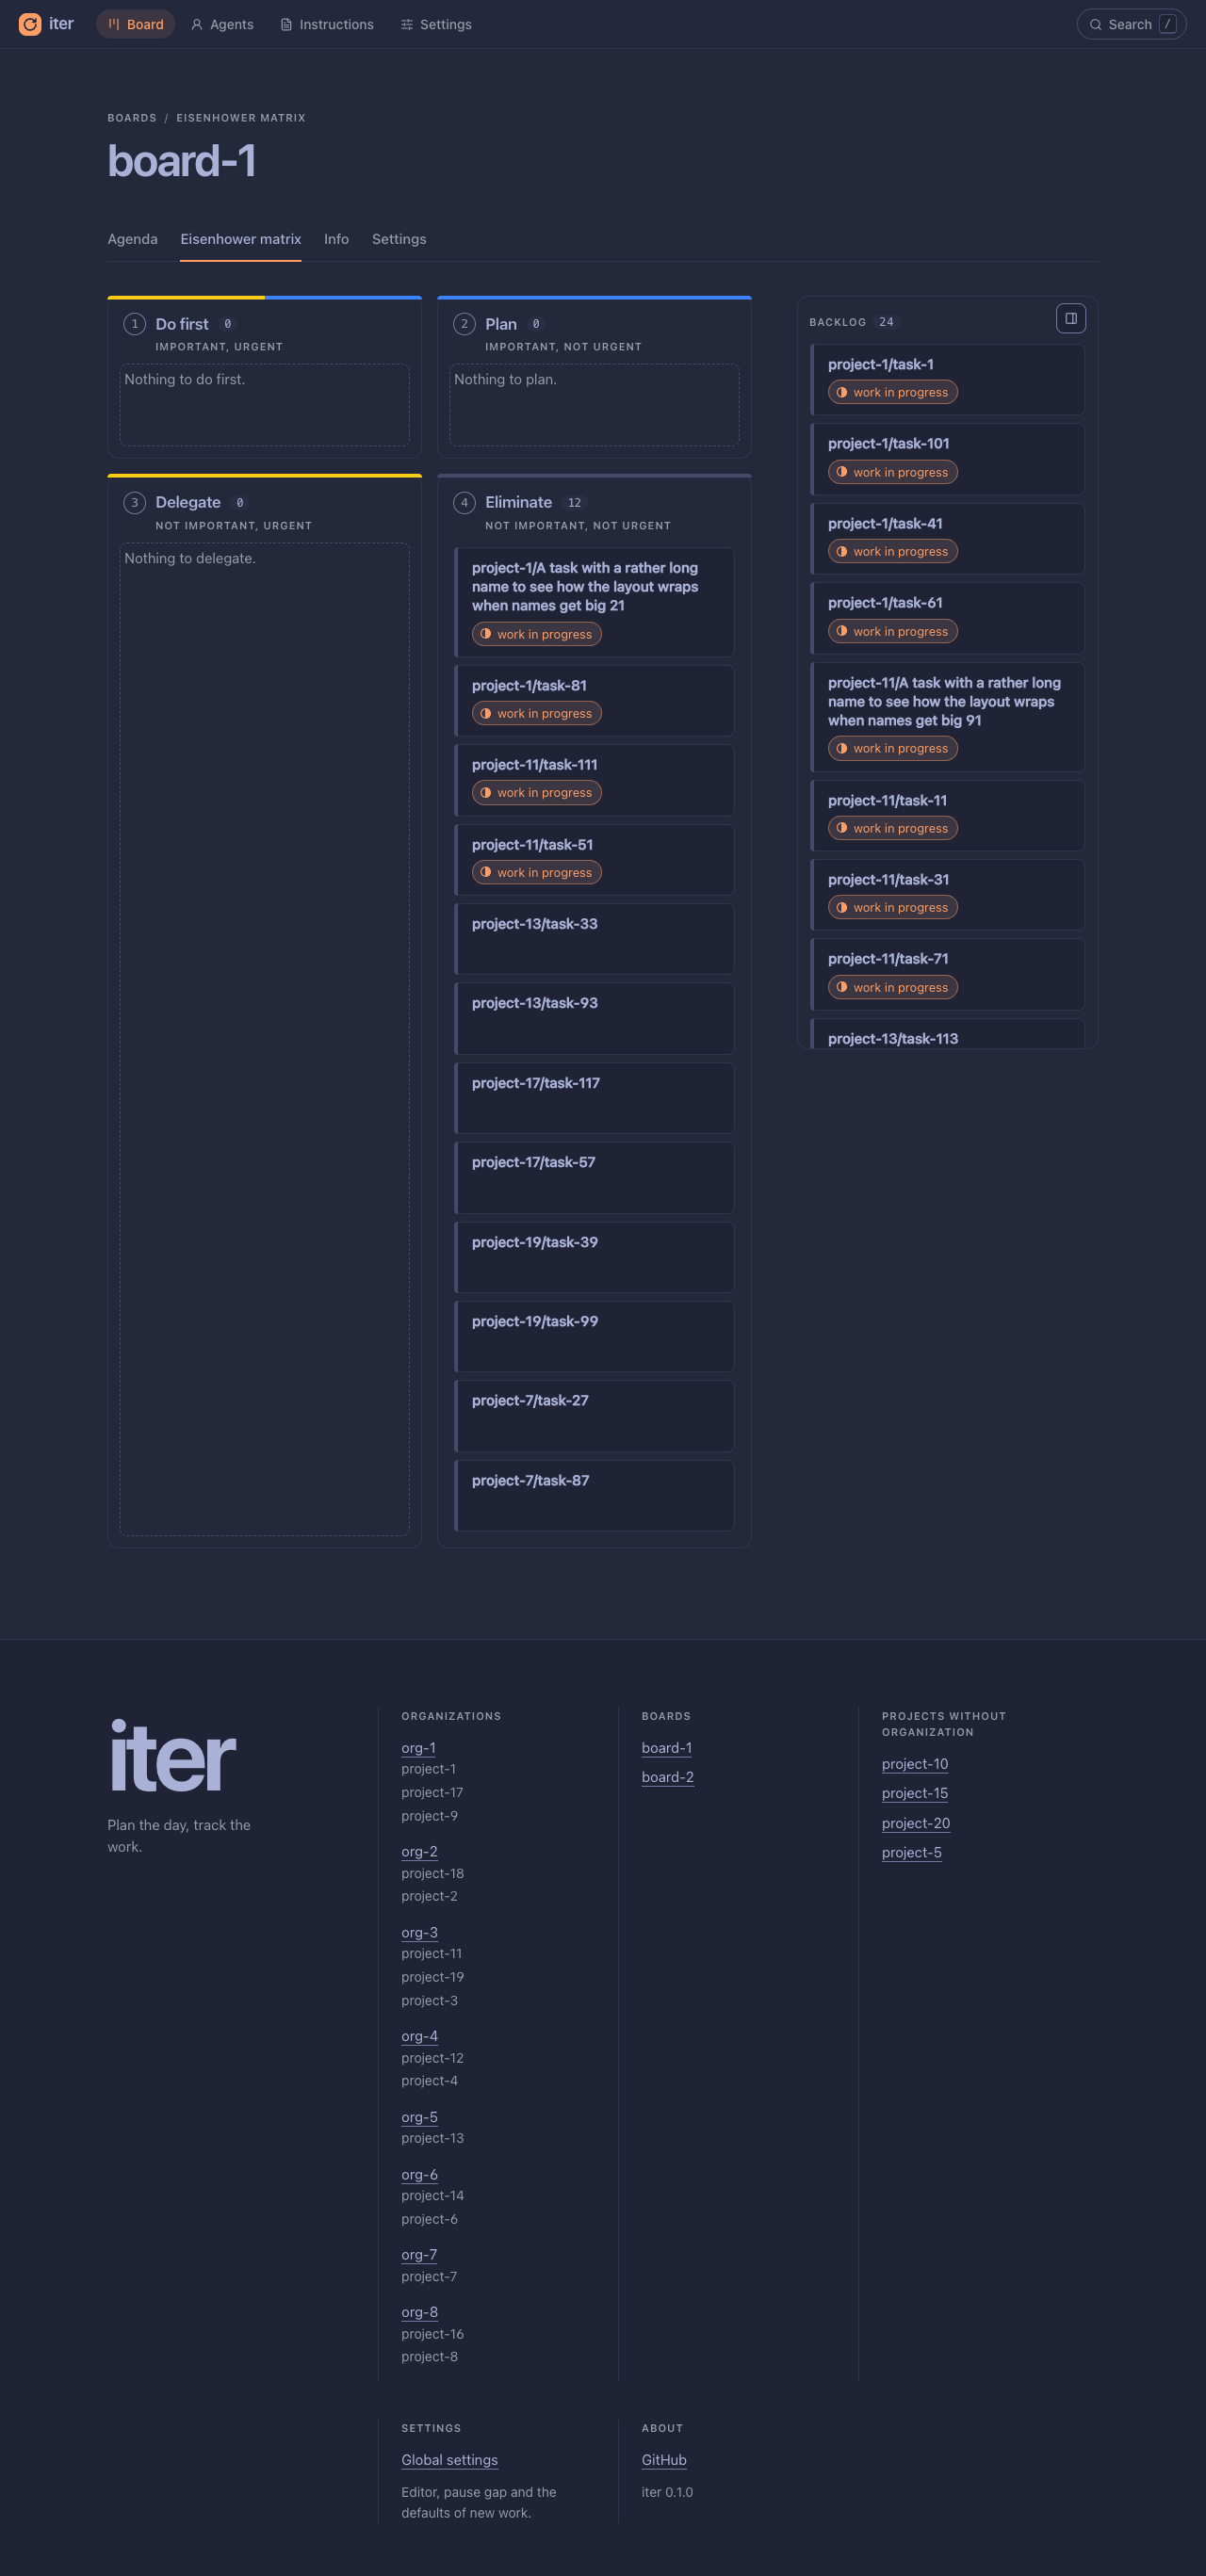 iter
Board
Agents
Instructions
Settings
Search /
BOARDS / EISENHOWER MATRIX
board-1
Agenda
Eisenhower matrix
Info
Settings
1 Do first 0
IMPORTANT, URGENT
Nothing to do first.
2 Plan 0
IMPORTANT, NOT URGENT
Nothing to plan.
3 Delegate 0
NOT IMPORTANT, URGENT
Nothing to delegate.
4 Eliminate 12
NOT IMPORTANT, NOT URGENT
project-1/A task with a rather long
name to see how the layout wraps
when names get big 21
work in progress
project-1/task-81
work in progress
project-11/task-111
work in progress
project-11/task-51
work in progress
project-13/task-33
project-13/task-93
project-17/task-117
project-17/task-57
project-19/task-39
project-19/task-99
project-7/task-27
project-7/task-87
BACKLOG 24
project-1/task-1
work in progress
project-1/task-101
work in progress
project-1/task-41
work in progress
project-1/task-61
work in progress
project-11/A task with a rather long
name to see how the layout wraps
when names get big 91
work in progress
project-11/task-11
work in progress
project-11/task-31
work in progress
project-11/task-71
work in progress
project-13/task-113
iter
Plan the day, track the
work.
ORGANIZATIONS
org-1
project-1
project-17
project-9
org-2
project-18
project-2
org-3
project-11
project-19
project-3
org-4
project-12
project-4
org-5
project-13
org-6
project-14
project-6
org-7
project-7
org-8
project-16
project-8
BOARDS
board-1
board-2
PROJECTS WITHOUT
ORGANIZATION
project-10
project-15
project-20
project-5
SETTINGS
Global settings
Editor, pause gap and the
defaults of new work.
ABOUT
GitHub
iter 0.1.0